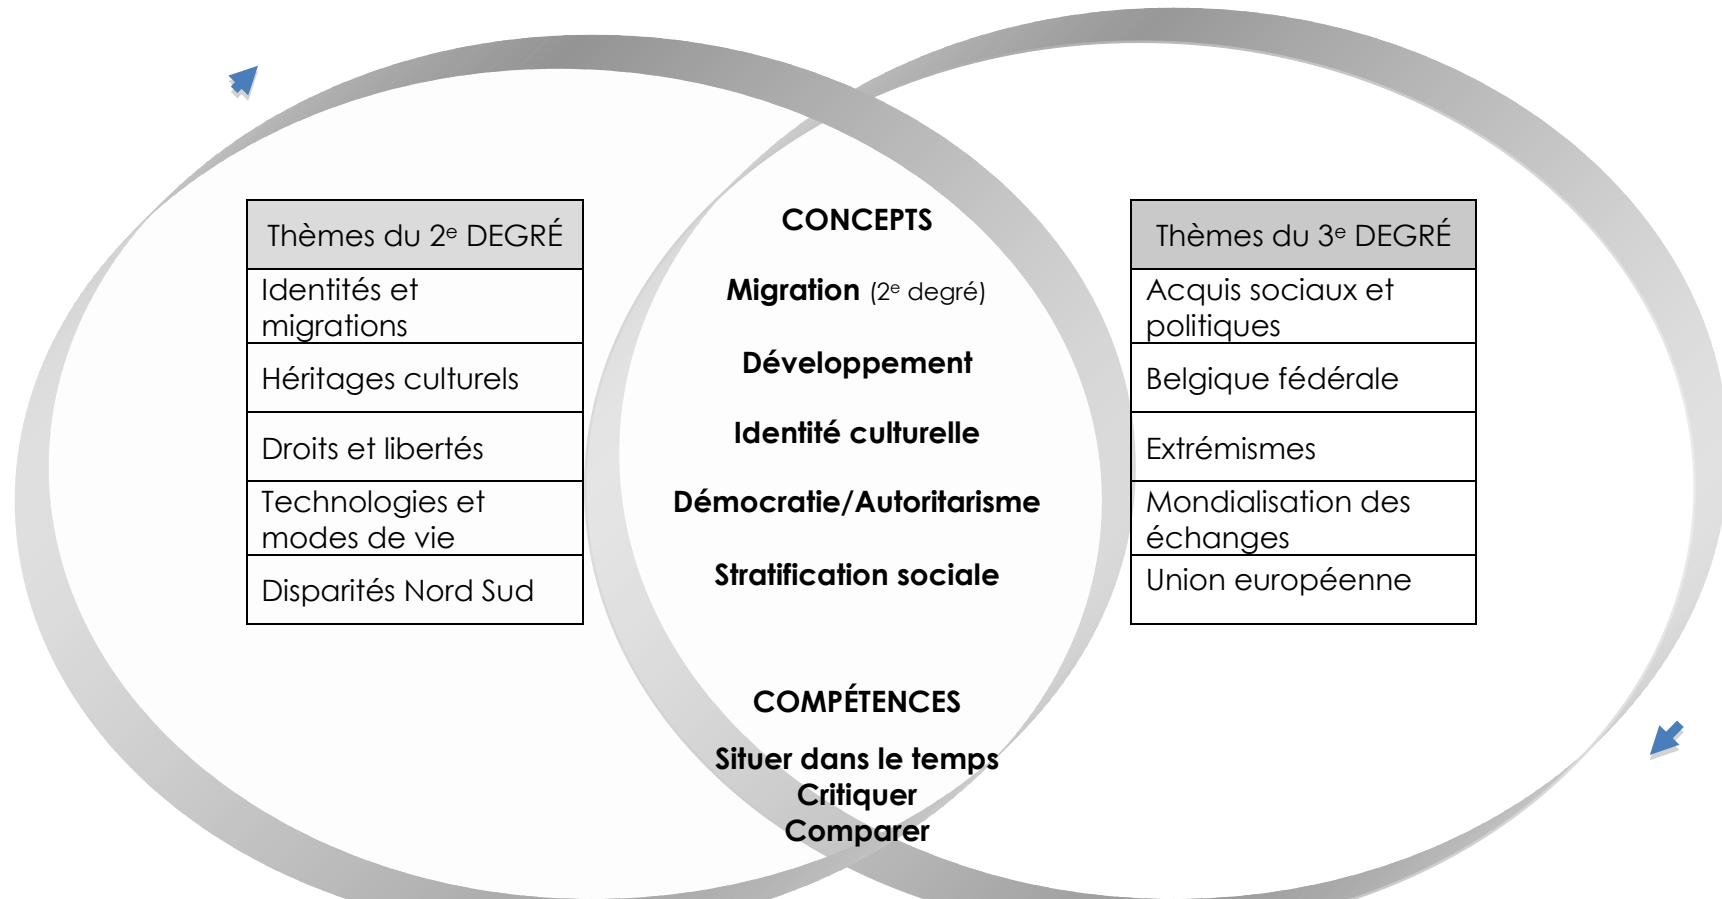 Thèmes du 2e DEGRÉ
Identités et
migrations
Héritages culturels
Droits et libertés
Technologies et
modes de vie
Disparités Nord Sud
CONCEPTS
Migration (2e degré)
Développement
Identité culturelle
Démocratie/Autoritarisme
Stratification sociale
COMPÉTENCES
Situer dans le temps
Critiquer
Comparer
Thèmes du 3e DEGRÉ
Acquis sociaux et
politiques
Belgique fédérale
Extrémismes
Mondialisation des
échanges
Union européenne